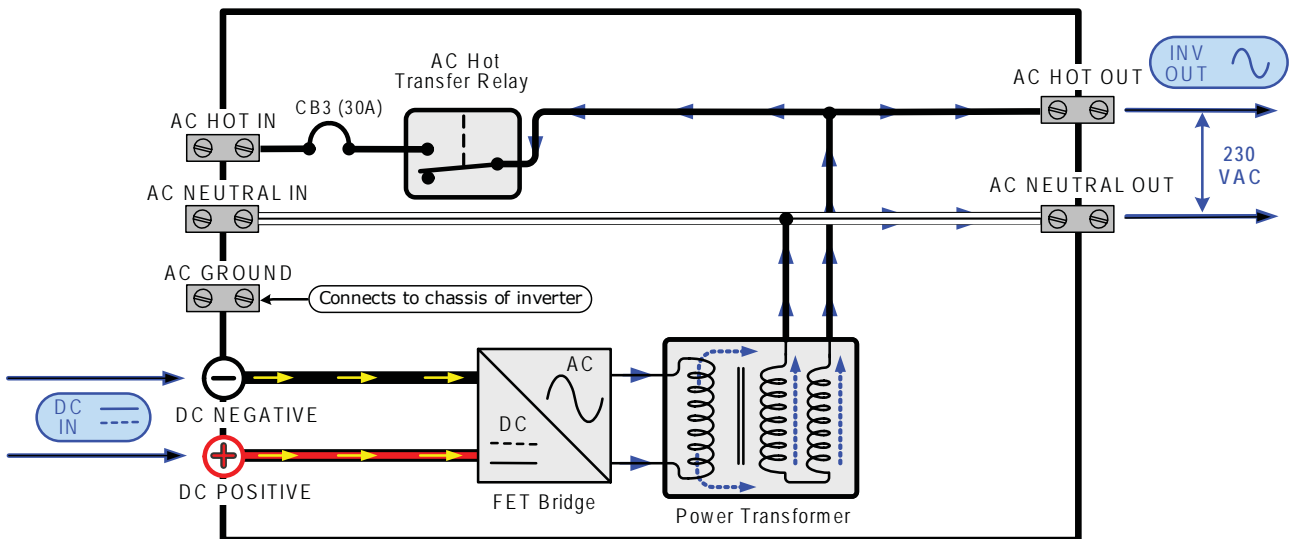 AC Hot
Transfer Relay
INV
OUT
AC HOT OUT
CB3 (30A)
AC HOT IN
230
VAC
AC NEUTRAL IN
AC NEUTRAL OUT
AC GROUND
Connects to chassis of inverter
AC
DC
IN
DC NEGATIVE
DC
DC POSITIVE
FET Bridge
Power Transformer